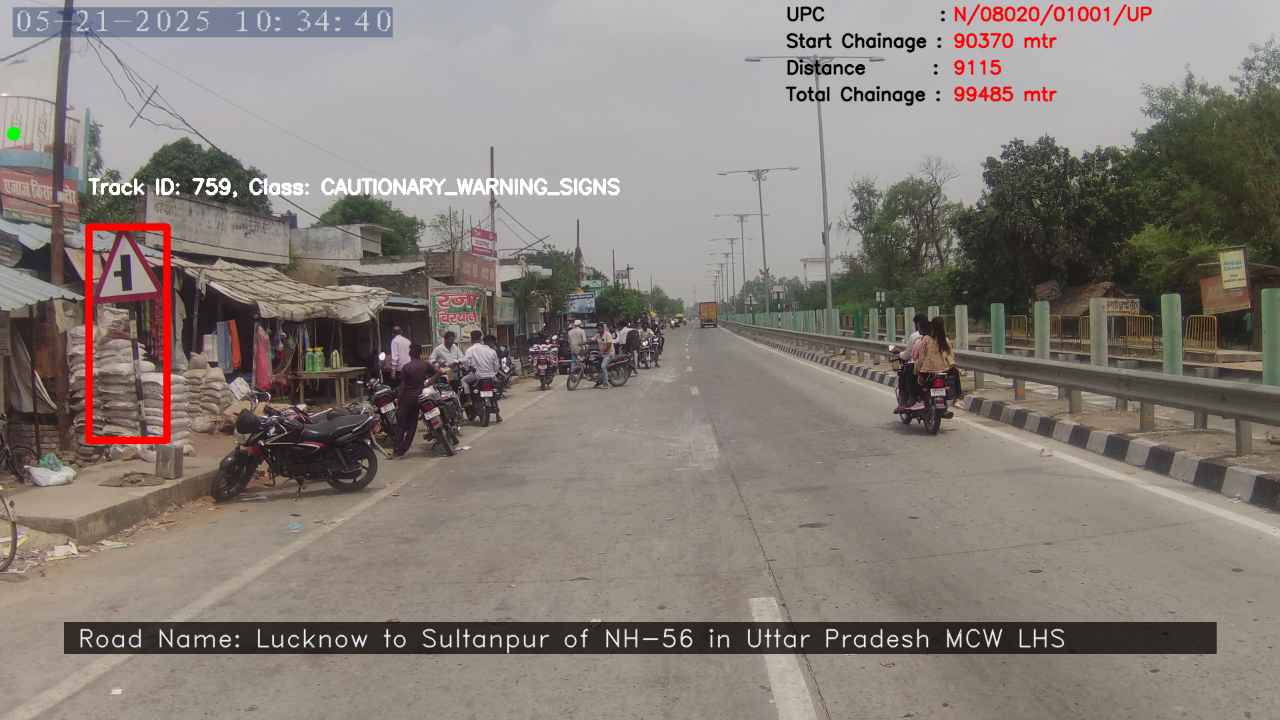 05-21-2025 10:34:40
UPC : N/08020/01001/UP
Start Chainage : 90370 mtr
Distance : 9115
Total Chainage : 99485 mtr
Track ID: 759, Class: CAUTIONARY_WARNING_SIGNS
Road Name: Lucknow to Sultanpur of NH-56 in Uttar Pradesh MCW LHS